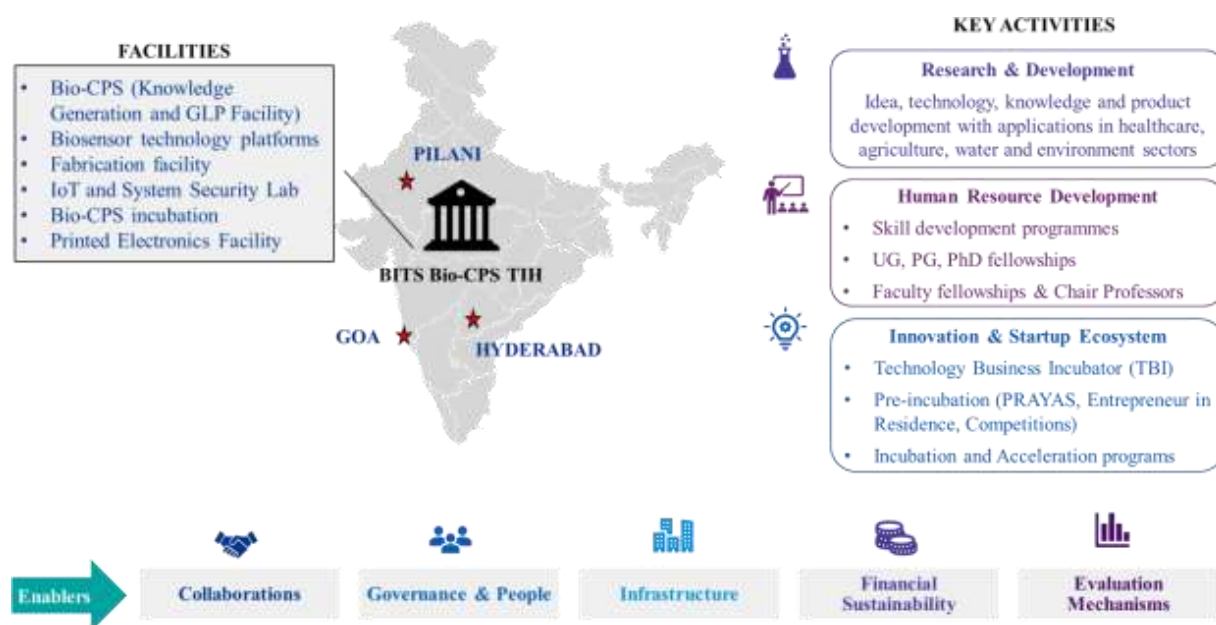 FACILITIES
• Bio-CPS (Knowledge
Generation and GLP Facility)
• Biosensor technology platforms
• Fabrication facility
• IoT and System Security Lab
• Bio-CPS incubation
• Printed Electronics Facility
PILANI
BITS Bio-CPS TIH
GOA
HYDERABAD
KEY ACTIVITIES
Research & Development
Idea, technology, knowledge and product
development with applications in healthcare,
agriculture, water and environment sectors
Human Resource Development
• Skill development programmes
• UG, PG, PhD fellowships
• Faculty fellowships & Chair Professors
Innovation & Startup Ecosystem
• Technology Business Incubator (TBI)
• Pre-incubation (PRAYAS, Entrepreneur in
Residence, Competitions)
• Incubation and Acceleration programs
Enablers
Collaborations
Governance & People
Infrastructure
Financial
Sustainability
Evaluation
Mechanisms